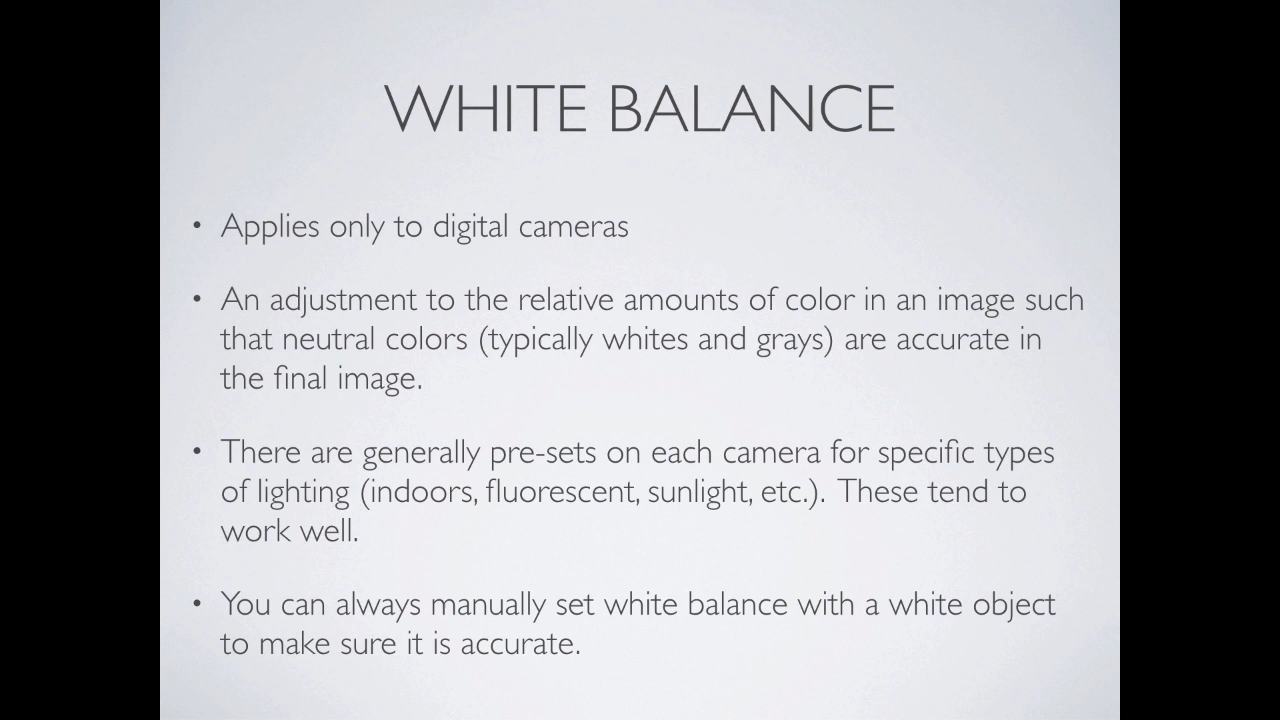 WHITE BALANCE
• Applies only to digital cameras
• An adjustment to the relative amounts of color in an image such
that neutral colors (typically whites and grays) are accurate in
the final image.
• There are generally pre-sets on each camera for specific types
of lighting (indoors, fluorescent, sunlight, etc.).  These tend to
work well.
• You can always manually set white balance with a white object
to make sure it is accurate.